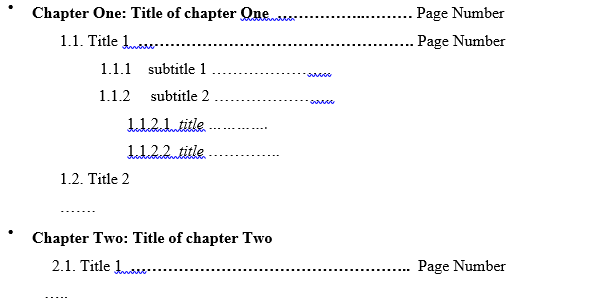 • Chapter One: Title of chapter One ….……………..………. Page Number
1.1. Title 1…..……………………………………………. Page Number
1.1.1 subtitle 1 ……………………
1.1.2 subtitle 2 ……………………
1.1.2.1 title ………….
1.1.2.2 title …………..
1.2. Title 2
…….
• Chapter Two: Title of chapter Two
2.1. Title 1…..…………………………………………….. Page Number
…..